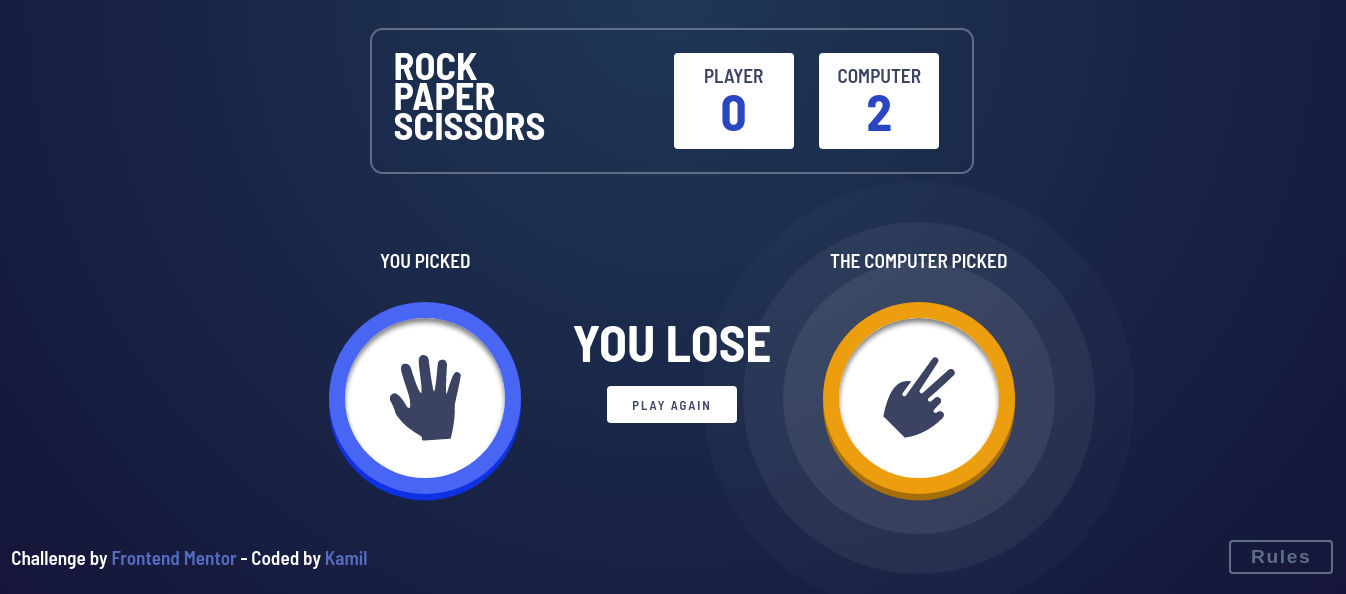 ROCK
PAPER
SCISSORS
PLAYER
0
COMPUTER
2
YOU PICKED
THE COMPUTER PICKED
YOU LOSE
PLAY AGAIN
Challenge by Frontend Mentor - Coded by Kamil
Rules